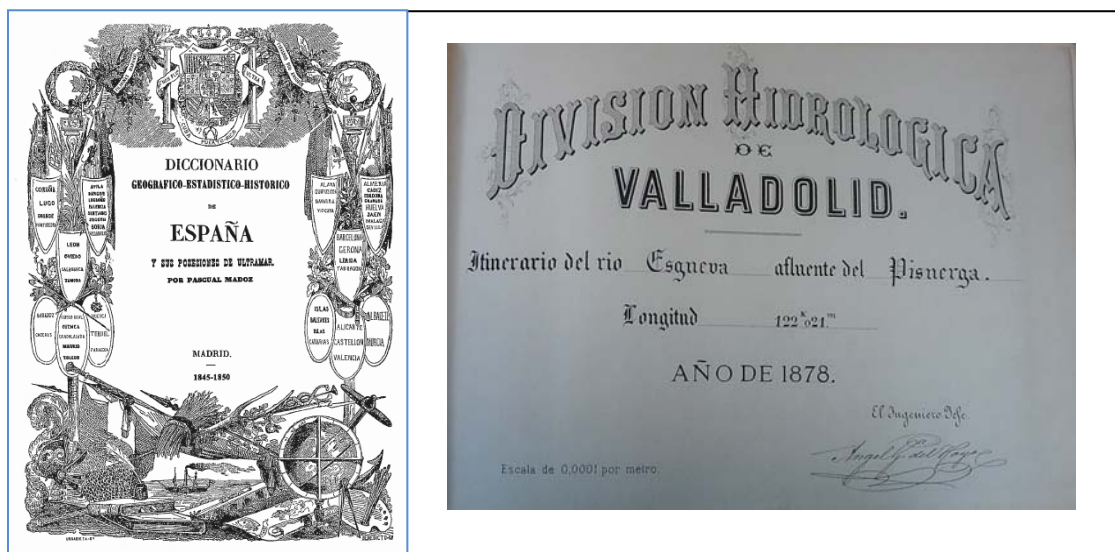 DICCIONARIO
GEOGRAFICO-ESTADISTICO-HISTORICO
DE
ESPAÑA
Y SUS POSESIONES DE ULTRAMAR.
POR PASCUAL MADOZ
MADRID.
1845-1850
CORUÑA
LUGO
ORENSE
PONTEVEDRA
AVILA
BURGOS
LOGROÑO
PALENCIA
SANTANDER
SEGOVIA
SORIA
VALLADOLID
LEON
OVIEDO
SALAMANCA
ZAMORA
BADAJOZ
CACERES
CIUDAD REAL
CUENCA
GUADALAJARA
MADRID
TOLEDO
HUESCA
TERUEL
ZARAGOZA
ALAVA
GUIPUZCOA
NAVARRA
VIZCAYA
ALMERIA
CADIZ
CORDOBA
GRANADA
HUELVA
JAEN
MALAGA
SEVILLA
BARCELONA
GERONA
LERIDA
TARRAGONA
ISLAS
BALEARES
ISLAS
CANARIAS
ALICANTE
CASTELLON
VALENCIA
ALBACETE
MURCIA
DIVISION HIDROLOGICA
DE
VALLADOLID.
Itinerario del rio Esgueva afluente del Pisuerga.
Longitud 122ᴷ,021ᵐ
AÑO DE 1878.
El Ingeniero Jefe.
Escala de 0,0001 por metro.